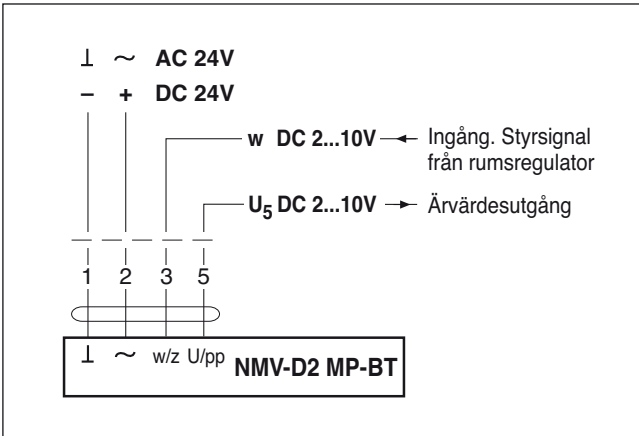 ⊥ ~ AC 24V
– + DC 24V
w DC 2...10V Ingång. Styrsignal
från rumsregulator
U5 DC 2...10V Ärvärdesutgång
1 2 3 5
⊥ ~ w/z U/pp NMV-D2 MP-BT